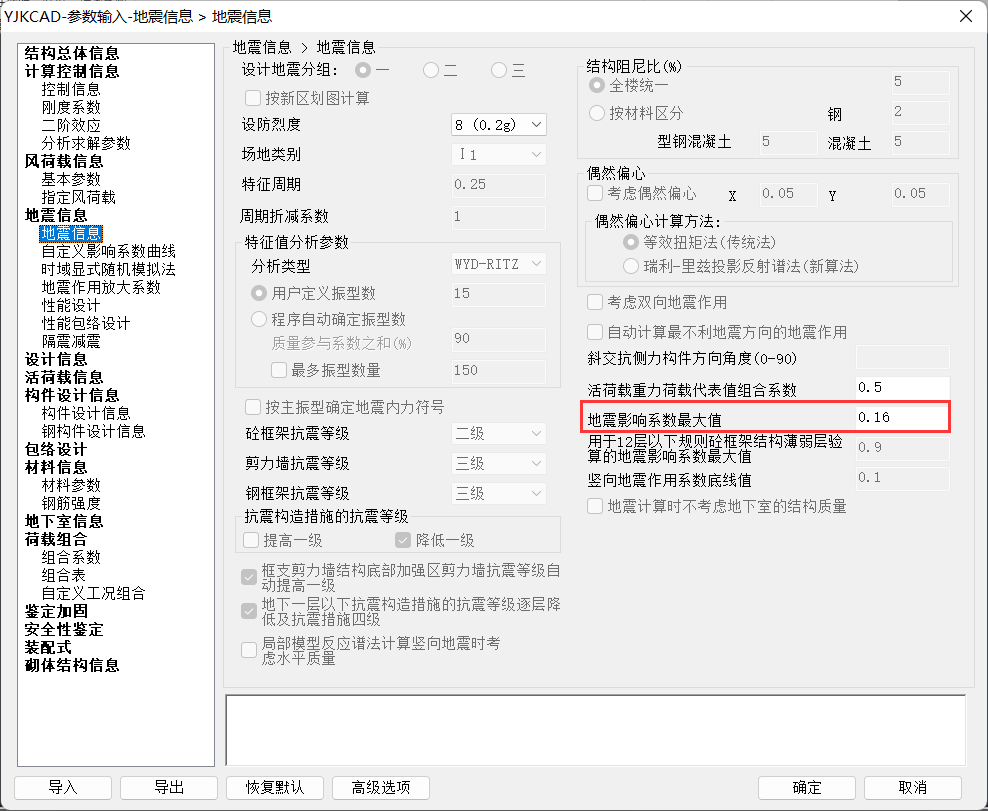 YJKCAD-参数输入-地震信息 > 地震信息
结构总体信息
计算控制信息
控制信息
刚度系数
二阶效应
分析求解参数
风荷载信息
基本参数
指定风荷载
地震信息
地震信息
自定义影响系数曲线
时域显式随机模拟法
地震作用放大系数
性能设计
性能包络设计
隔震减震
设计信息
活荷载信息
构件设计信息
构件设计信息
钢构件设计信息
包络设计
材料信息
材料参数
钢筋强度
地下室信息
荷载组合
组合系数
组合表
自定义工况组合
鉴定加固
安全性鉴定
装配式
砌体结构信息
地震信息 > 地震信息
设计地震分组: 一 二 三
按新区划图计算
设防烈度 8 (0.2g)
场地类别 I1
特征周期 0.25
周期折减系数 1
特征值分析参数
分析类型 WYD-RITZ
用户定义振型数 15
程序自动确定振型数
质量参与系数之和(%) 90
最多振型数量 150
按主振型确定地震内力符号
砼框架抗震等级 二级
剪力墙抗震等级 三级
钢框架抗震等级 三级
抗震构造措施的抗震等级
提高一级 降低一级
框支剪力墙结构底部加强区剪力墙抗震等级自
动提高一级
地下一层以下抗震构造措施的抗震等级逐层降
低及抗震措施四级
局部模型反应谱法计算竖向地震时考
虑水平质量
结构阻尼比(%)
全楼统一 5
按材料区分 钢 2
型钢混凝土 5 混凝土 5
偶然偏心
考虑偶然偏心 X 0.05 Y 0.05
偶然偏心计算方法:
等效扭矩法(传统法)
瑞利-里兹投影反射谱法(新算法)
考虑双向地震作用
自动计算最不利地震方向的地震作用
斜交抗侧力构件方向角度(0-90)
活荷载重力荷载代表值组合系数 0.5
地震影响系数最大值 0.16
用于12层以下规则砼框架结构薄弱层验
算的地震影响系数最大值 0.9
竖向地震作用系数底线值 0.1
地震计算时不考虑地下室的结构质量
导入 导出 恢复默认 高级选项 确定 取消